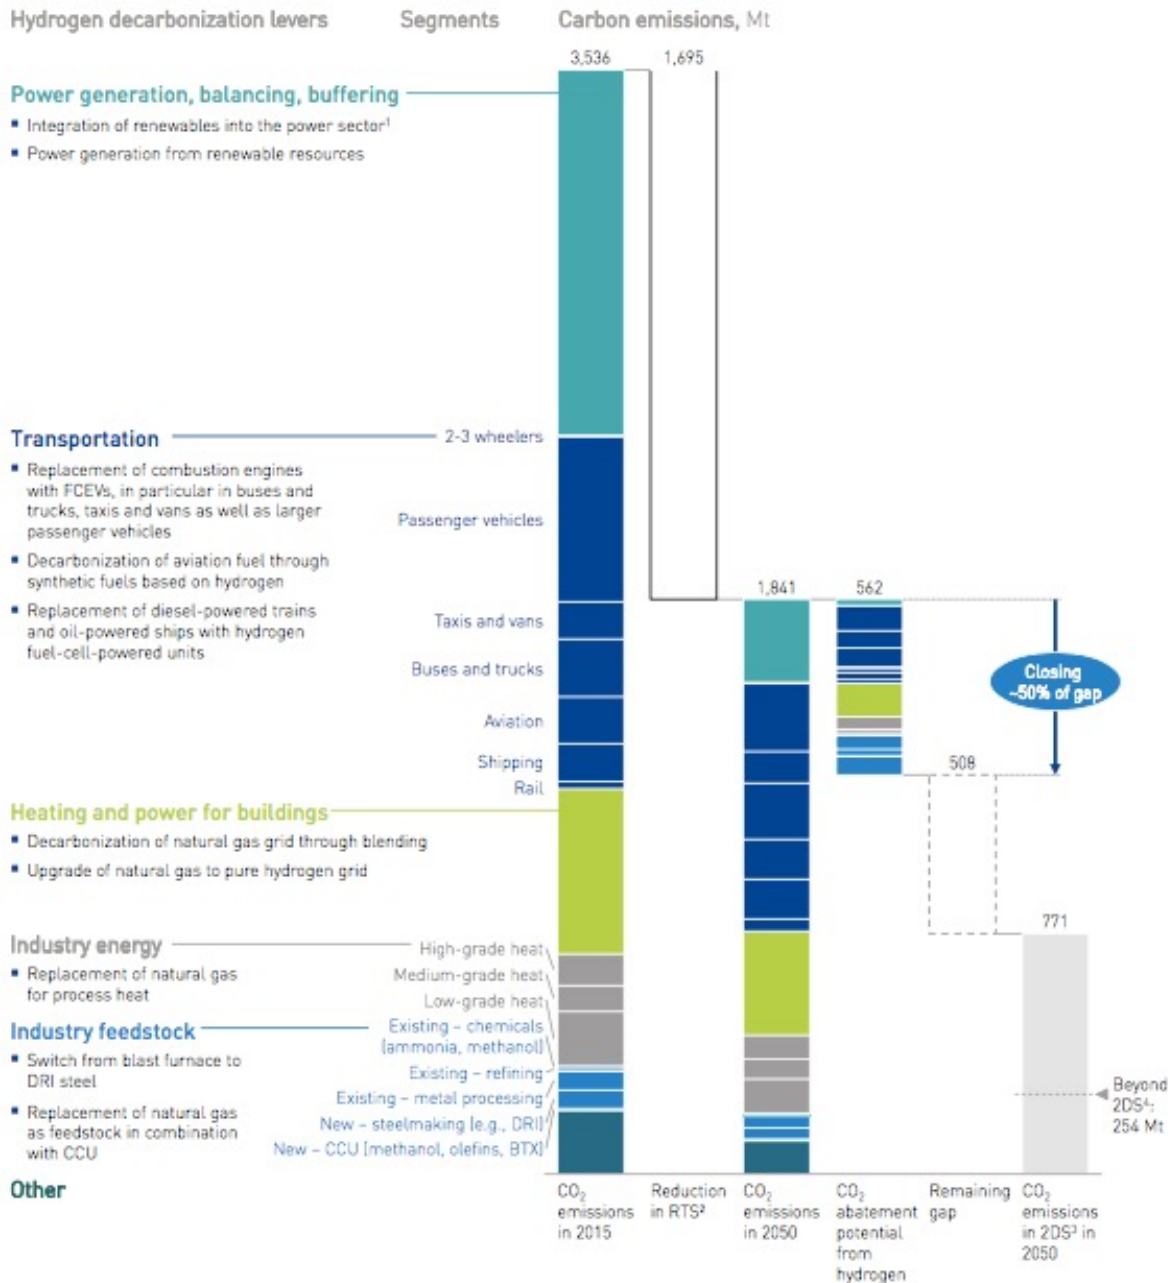 Hydrogen decarbonization levers
Segments
Carbon emissions, Mt
3,536
1,695
Power generation, balancing, buffering
▪ Integration of renewables into the power sector¹
▪ Power generation from renewable resources
Transportation
2-3 wheelers
▪ Replacement of combustion engines
with FCEVs, in particular in buses and
trucks, taxis and vans as well as larger
passenger vehicles
▪ Decarbonization of aviation fuel through
synthetic fuels based on hydrogen
▪ Replacement of diesel-powered trains
and oil-powered ships with hydrogen
fuel-cell-powered units
Passenger vehicles
Taxis and vans
Buses and trucks
Aviation
Shipping
Rail
1,841
562
Closing
~50% of gap
508
Heating and power for buildings
▪ Decarbonization of natural gas grid through blending
▪ Upgrade of natural gas to pure hydrogen grid
771
Industry energy
▪ Replacement of natural gas
for process heat
High-grade heat
Medium-grade heat
Low-grade heat
Industry feedstock
▪ Switch from blast furnace to
DRI steel
▪ Replacement of natural gas
as feedstock in combination
with CCU
Existing – chemicals
(ammonia, methanol)
Existing – refining
Existing – metal processing
New – steelmaking (e.g., DRI)
New – CCU (methanol, olefins, BTX)
Beyond
2DS⁴:
254 Mt
Other
CO₂
emissions
in 2015
Reduction
in RTS²
CO₂
emissions
in 2050
CO₂
abatement
potential
from
hydrogen
Remaining
gap
CO₂
emissions
in 2DS³ in
2050